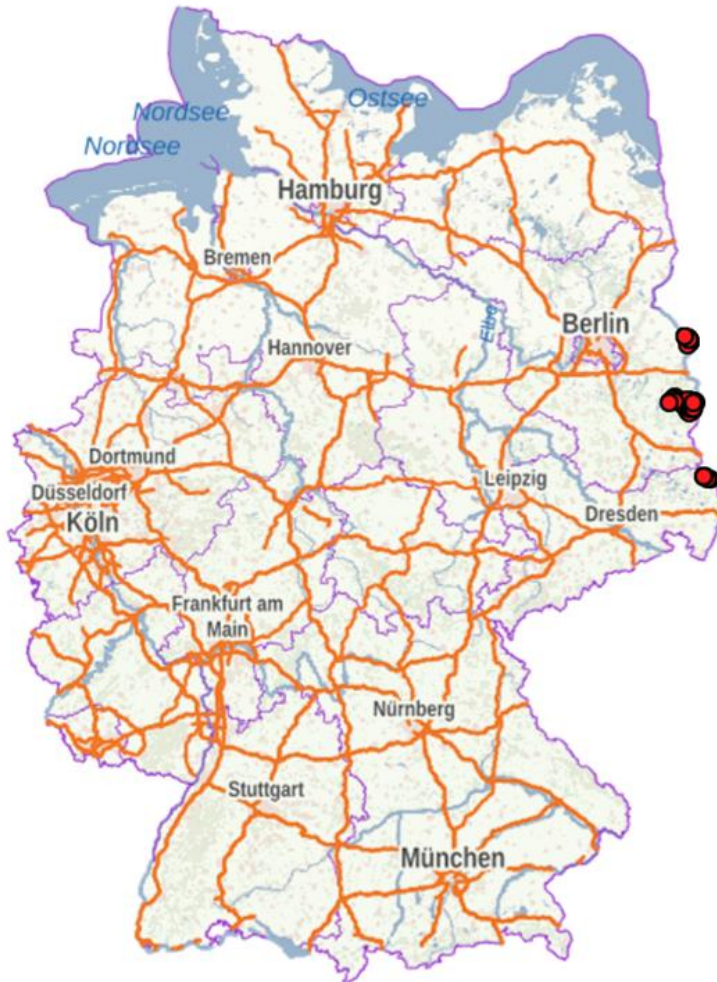 Ostsee
Nordsee
Nordsee
Hamburg
Bremen
Elbe
Berlin
Hannover
Dortmund
Leipzig
Düsseldorf
Dresden
Köln
Frankfurt am
Main
Nürnberg
Stuttgart
München